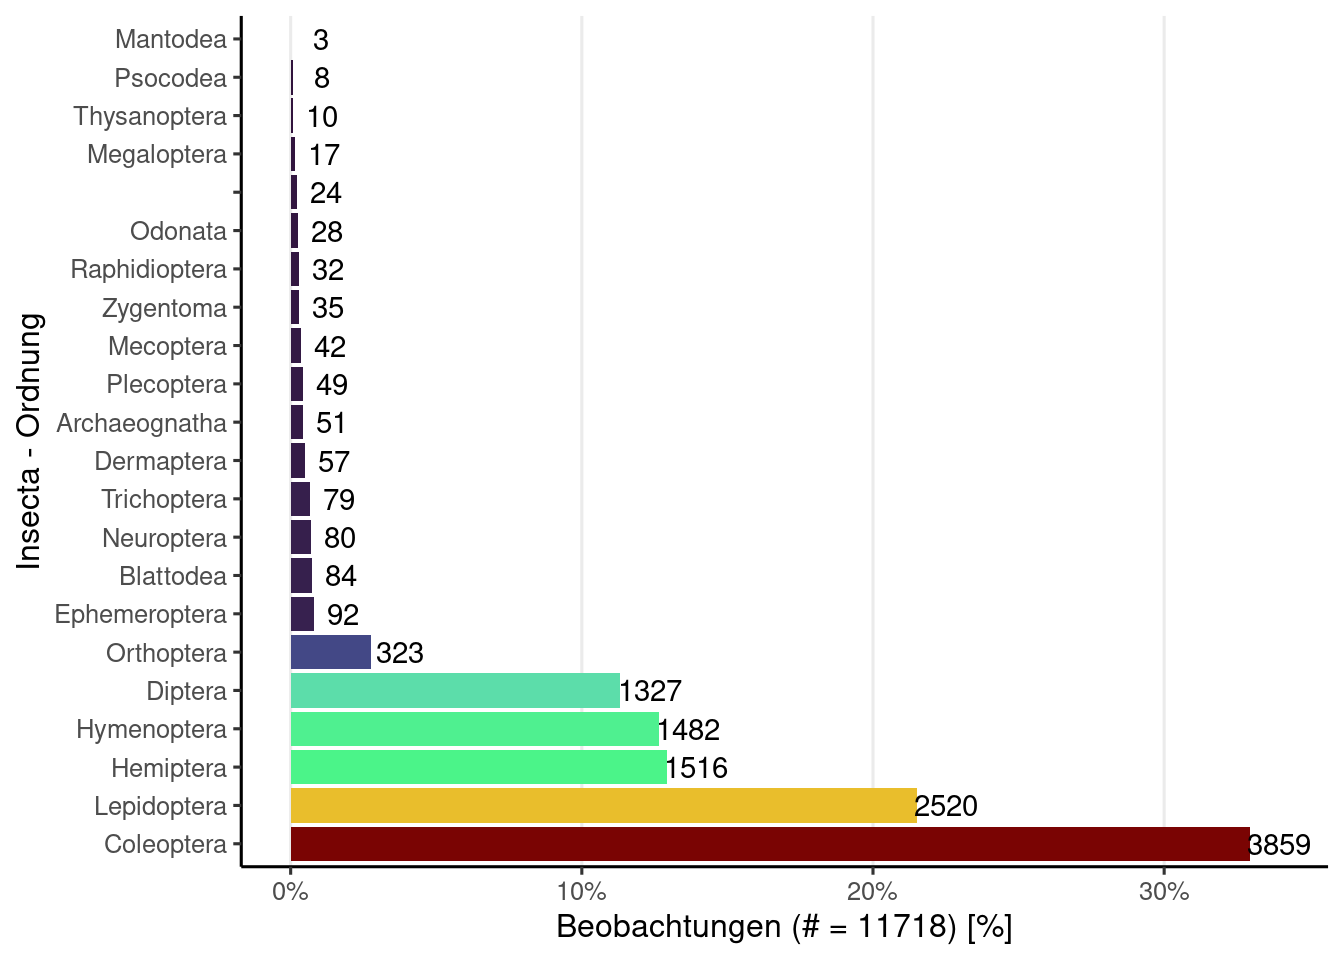 Insecta - Ordnung
Mantodea 3
Psocodea 8
Thysanoptera 10
Megaloptera 17
24
Odonata 28
Raphidioptera 32
Zygentoma 35
Mecoptera 42
Plecoptera 49
Archaeognatha 51
Dermaptera 57
Trichoptera 79
Neuroptera 80
Blattodea 84
Ephemeroptera 92
Orthoptera 323
Diptera 1327
Hymenoptera 1482
Hemiptera 1516
Lepidoptera 2520
Coleoptera 3859
0% 10% 20% 30%
Beobachtungen (# = 11718) [%]